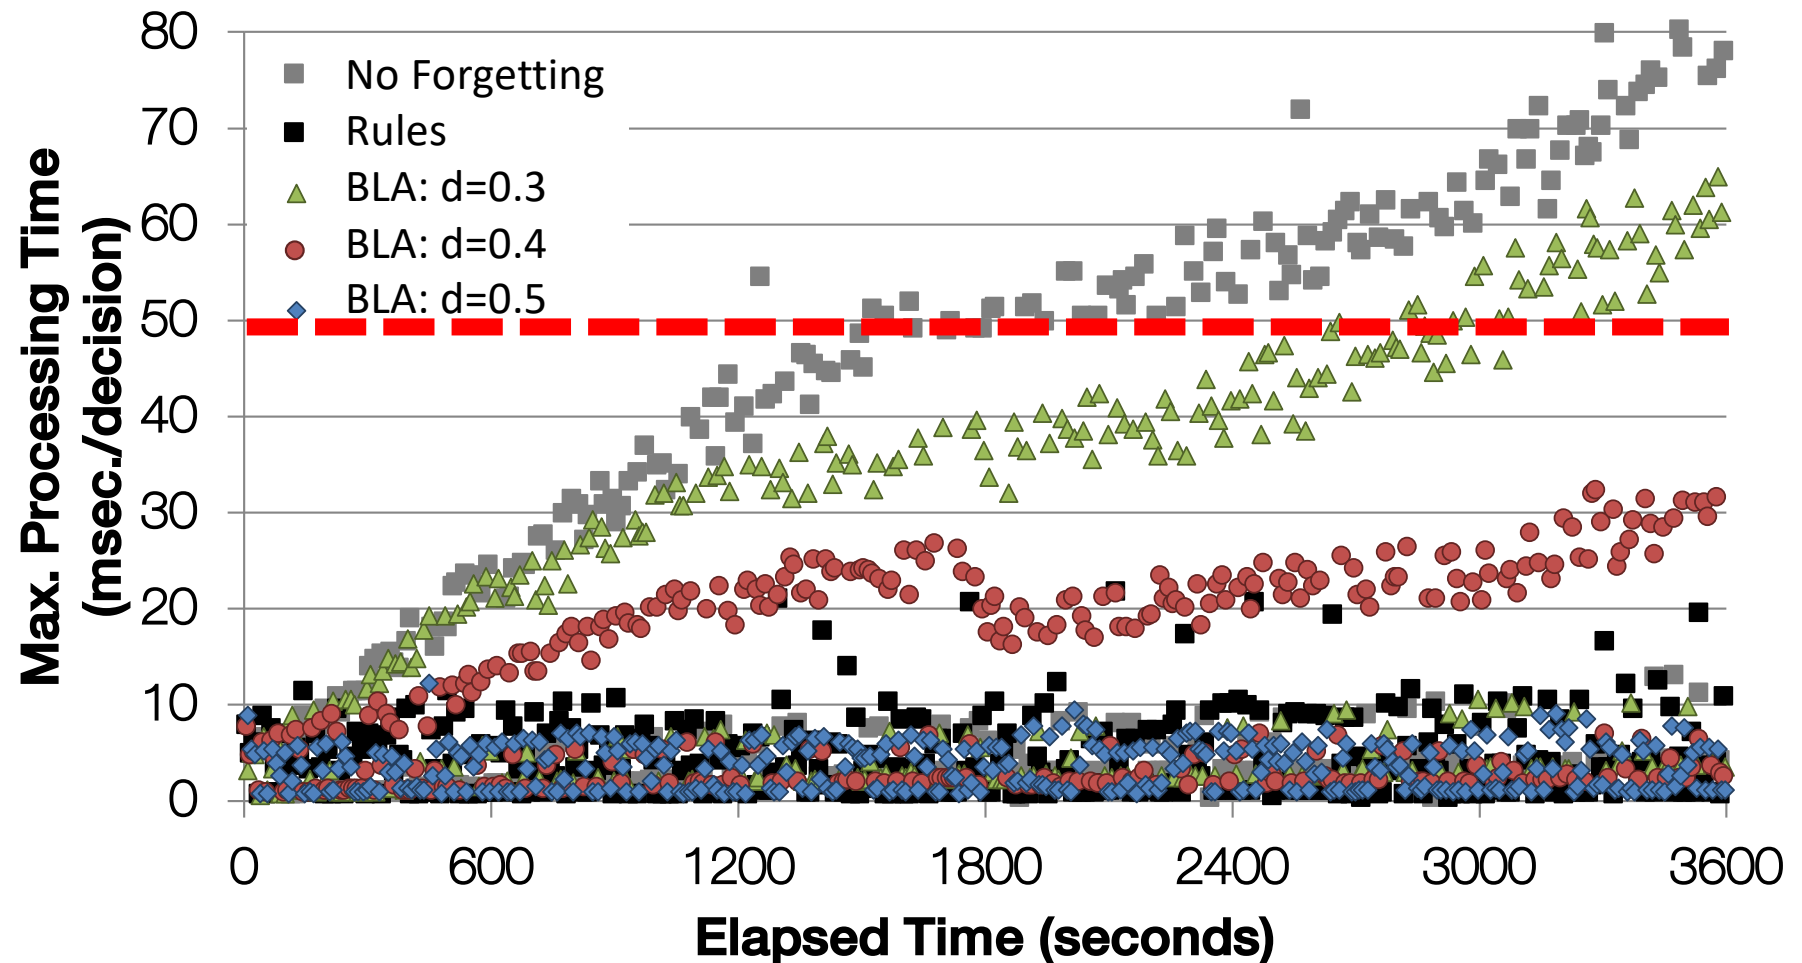 80
70
60
50
40
30
20
10
0
No Forgetting
Rules
BLA: d=0.3
BLA: d=0.4
BLA: d=0.5
Max. Processing Time
(msec./decision)
0 600 1200 1800 2400 3000 3600
Elapsed Time (seconds)